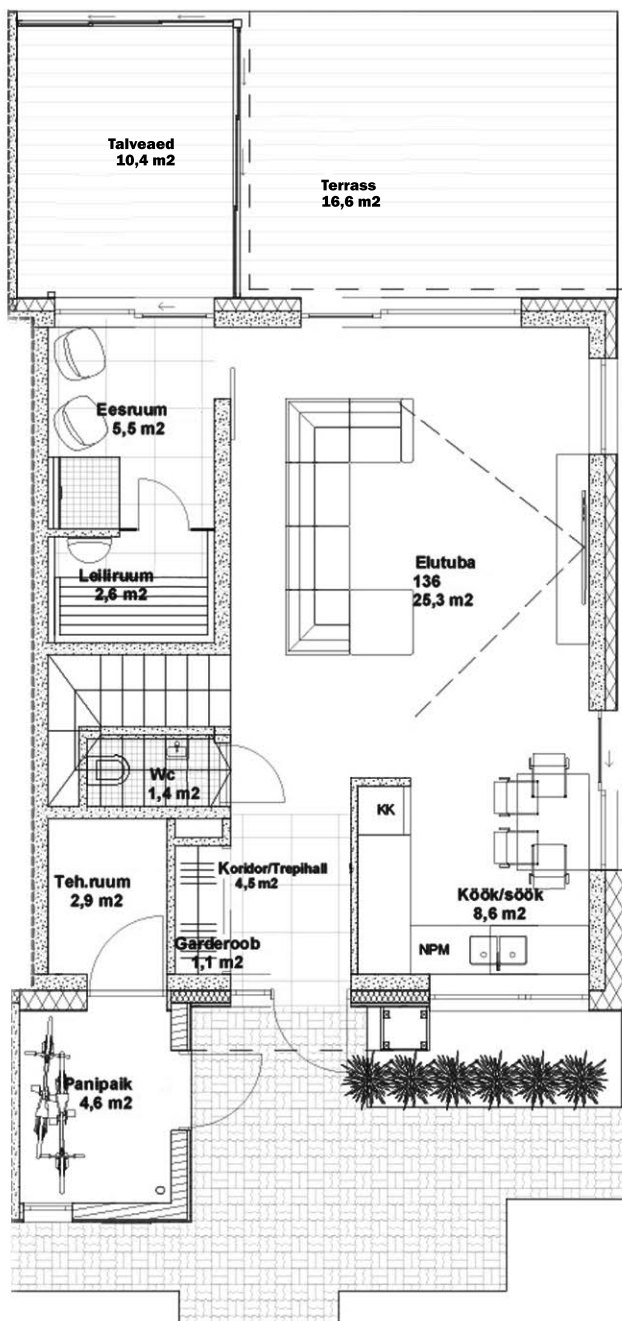 Talveaed
10,4 m2
Terrass
16,6 m2
Eesruum
5,5 m2
Elutuba
136
25,3 m2
Leiliruum
2,6 m2
Wc
1,4 m2
KK
Koridor/Trepihall
4,5 m2
Teh.ruum
2,9 m2
Köök/söök
8,6 m2
Garderoob
1,1 m2
NPM
Panipaik
4,6 m2